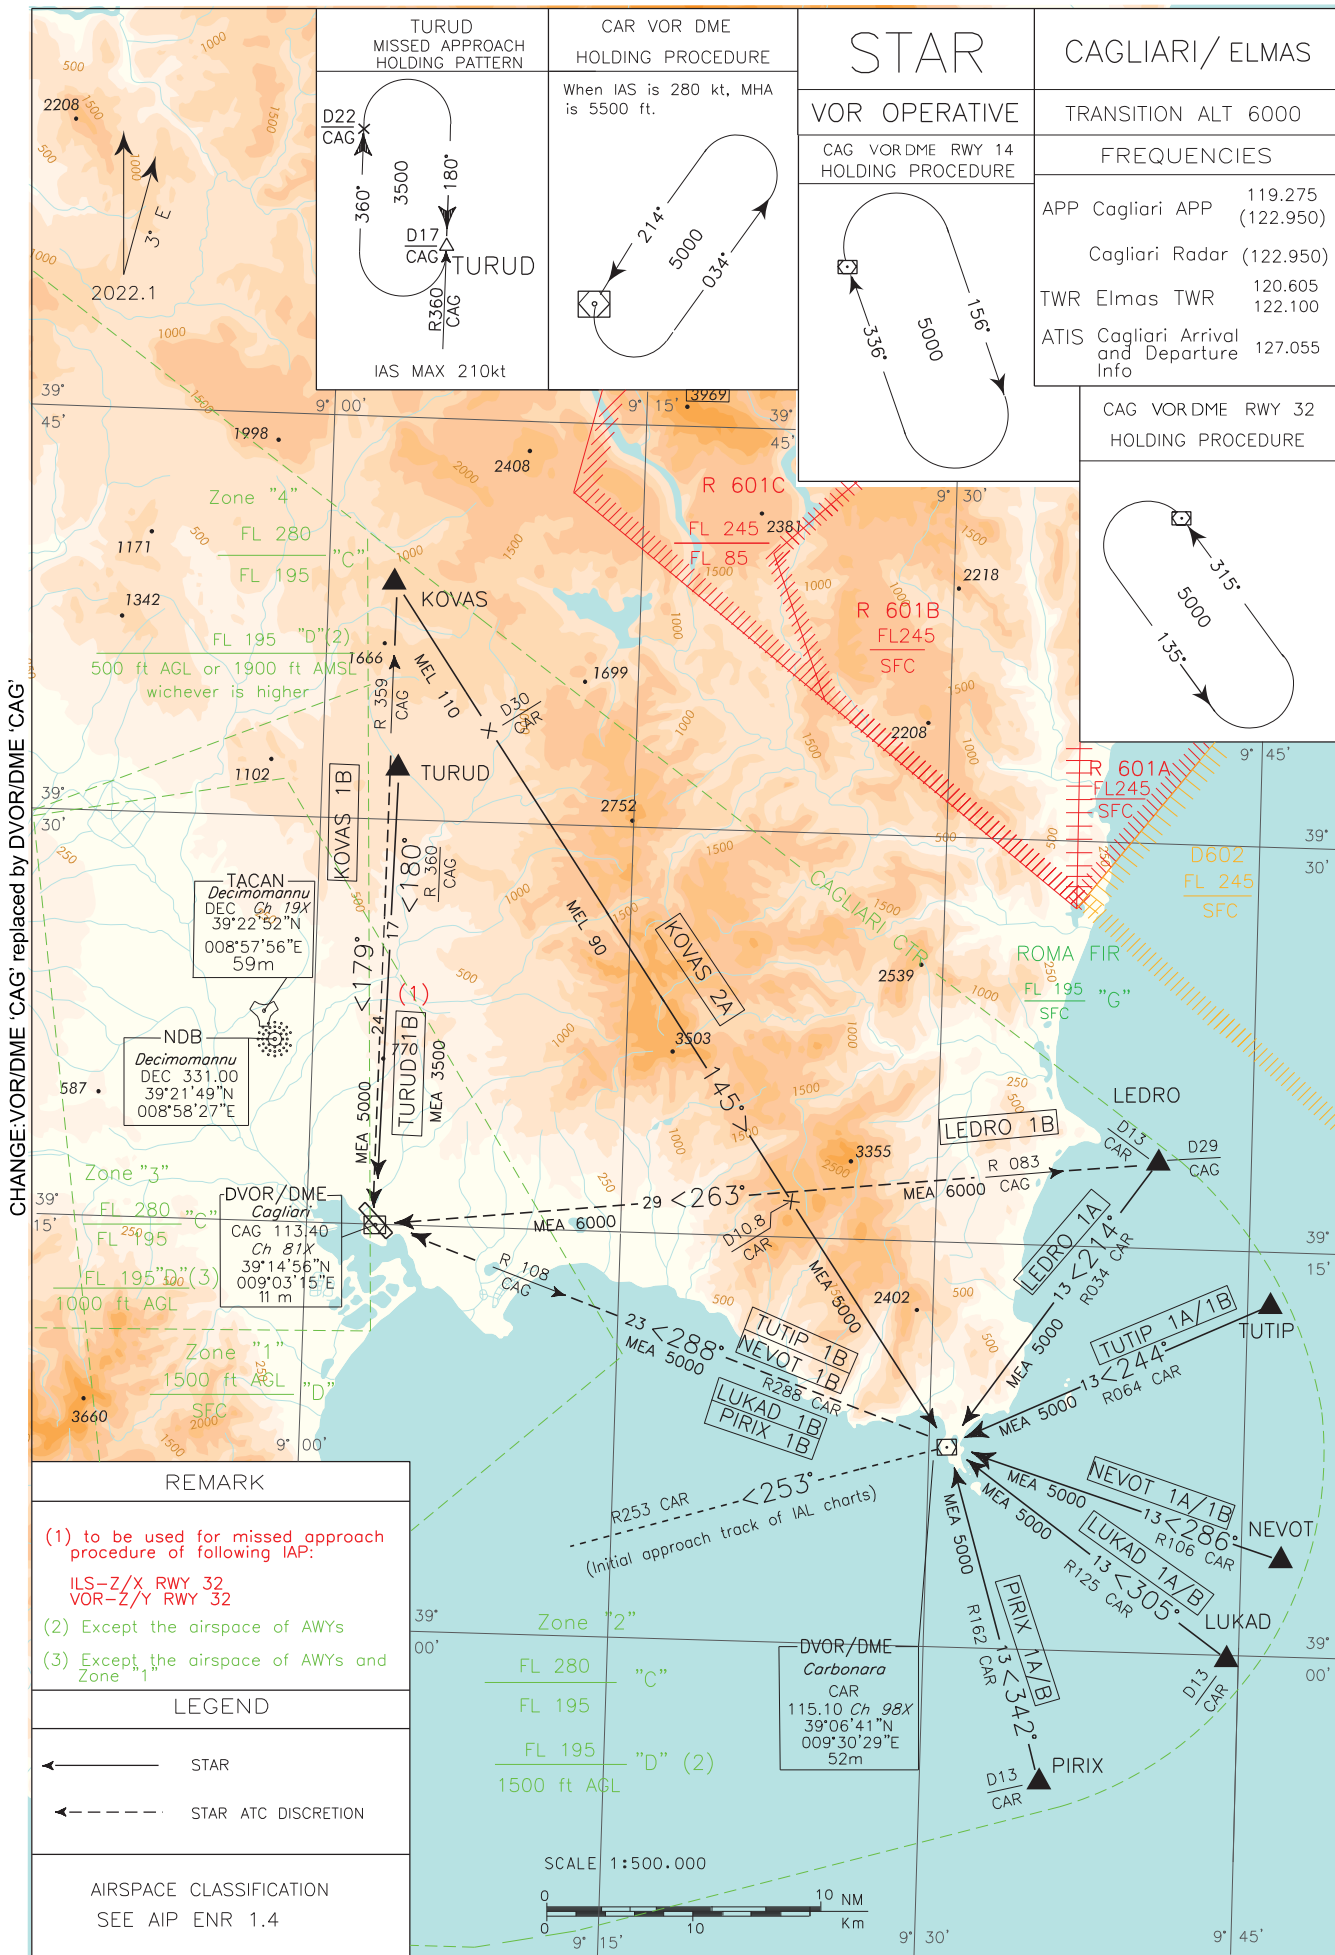 CHANGE:VOR/DME ‘CAG’ replaced by DVOR/DME ‘CAG’
TURUD
MISSED APPROACH
HOLDING PATTERN
D22
CAG
360°
3500
180°
D17
CAG
TURUD
R360
CAG
IAS MAX 210kt
CAR VOR DME
HOLDING PROCEDURE
When IAS is 280 kt, MHA
is 5500 ft.
214°
5000
034°
STAR
VOR OPERATIVE
CAG VOR DME RWY 14
HOLDING PROCEDURE
156°
5000
336°
CAGLIARI/ ELMAS
TRANSITION ALT 6000
FREQUENCIES
APP Cagliari APP 119.275
(122.950)
Cagliari Radar (122.950)
TWR Elmas TWR 120.605
122.100
ATIS Cagliari Arrival
and Departure 127.055
Info
CAG VOR DME RWY 32
HOLDING PROCEDURE
315°
5000
135°
3° E
2022.1
2208
1998
2408
3969
2381
2218
1171
1342
1666
1699
2208
1102
2752
2539
3503
770
587
3355
2402
3660
39°
45'
9° 00'
9° 15'
39°
45'
9° 30'
9° 45'
39°
30'
39°
30'
39°
15'
39°
15'
9° 00'
39°
00'
39°
00'
9° 15'
9° 30'
9° 45'
Zone "4"
FL 280
FL 195
"C"
FL 195 "D"(2)
500 ft AGL or 1900 ft AMSL
wichever is higher
R 601C
FL 245
FL 85
R 601B
FL245
SFC
R 601A
FL245
SFC
D602
FL 245
SFC
ROMA FIR
FL 195
SFC
"G"
CAGLIARI CTR
KOVAS
MEL 110
D30
CAR
R 359
CAG
TURUD
KOVAS 1B
<180°
R 360
CAG
17
<179°
24
(1)
TURUD 1B
MEA 3500
MEA 5000
MEL 90
KOVAS 2A
145°>
TACAN
Decimomannu
DEC Ch 19X
39°22'52"N
008°57'56"E
59m
NDB
Decimomannu
DEC 331.00
39°21'49"N
008°58'27"E
DVOR/DME
Cagliari
CAG 113.40
Ch 81X
39°14'56"N
009°03'15"E
11 m
Zone "3"
FL 280
FL 195
"C"
FL 195"D"(3)
1000 ft AGL
Zone "1"
1500 ft AGL
SFC
"D"
LEDRO
D13
CAR
D29
CAG
LEDRO 1B
R 083
CAG
MEA 6000
29 <263°
MEA 6000
D10.8
CAR
MEA 5000
LEDRO 1A
13<214°
R034 CAR
MEA 5000
R 108
CAG
23 <288°
MEA 5000
R288 CAR
TUTIP 1B
NEVOT 1B
LUKAD 1B
PIRIX 1B
TUTIP 1A/1B
TUTIP
13<244°
R064 CAR
MEA 5000
NEVOT 1A/1B
NEVOT
MEA 5000
13<286°
R106 CAR
LUKAD 1A/B
LUKAD
MEA 5000
13 <305°
R125 CAR
D13
CAR
PIRIX 1A/B
PIRIX
MEA 5000
13<342°
R162 CAR
D13
CAR
R253 CAR
<253°
(Initial approach track of IAL charts)
DVOR/DME
Carbonara
CAR
115.10 Ch 98X
39°06'41"N
009°30'29"E
52m
Zone "2"
FL 280
FL 195
"C"
FL 195
1500 ft AGL
"D" (2)
REMARK
(1) to be used for missed approach
procedure of following IAP:
ILS-Z/X RWY 32
VOR-Z/Y RWY 32
(2) Except the airspace of AWYs
(3) Except the airspace of AWYs and
Zone "1"
LEGEND
STAR
STAR ATC DISCRETION
AIRSPACE CLASSIFICATION
SEE AIP ENR 1.4
SCALE 1:500.000
0 10 NM
0 10 Km